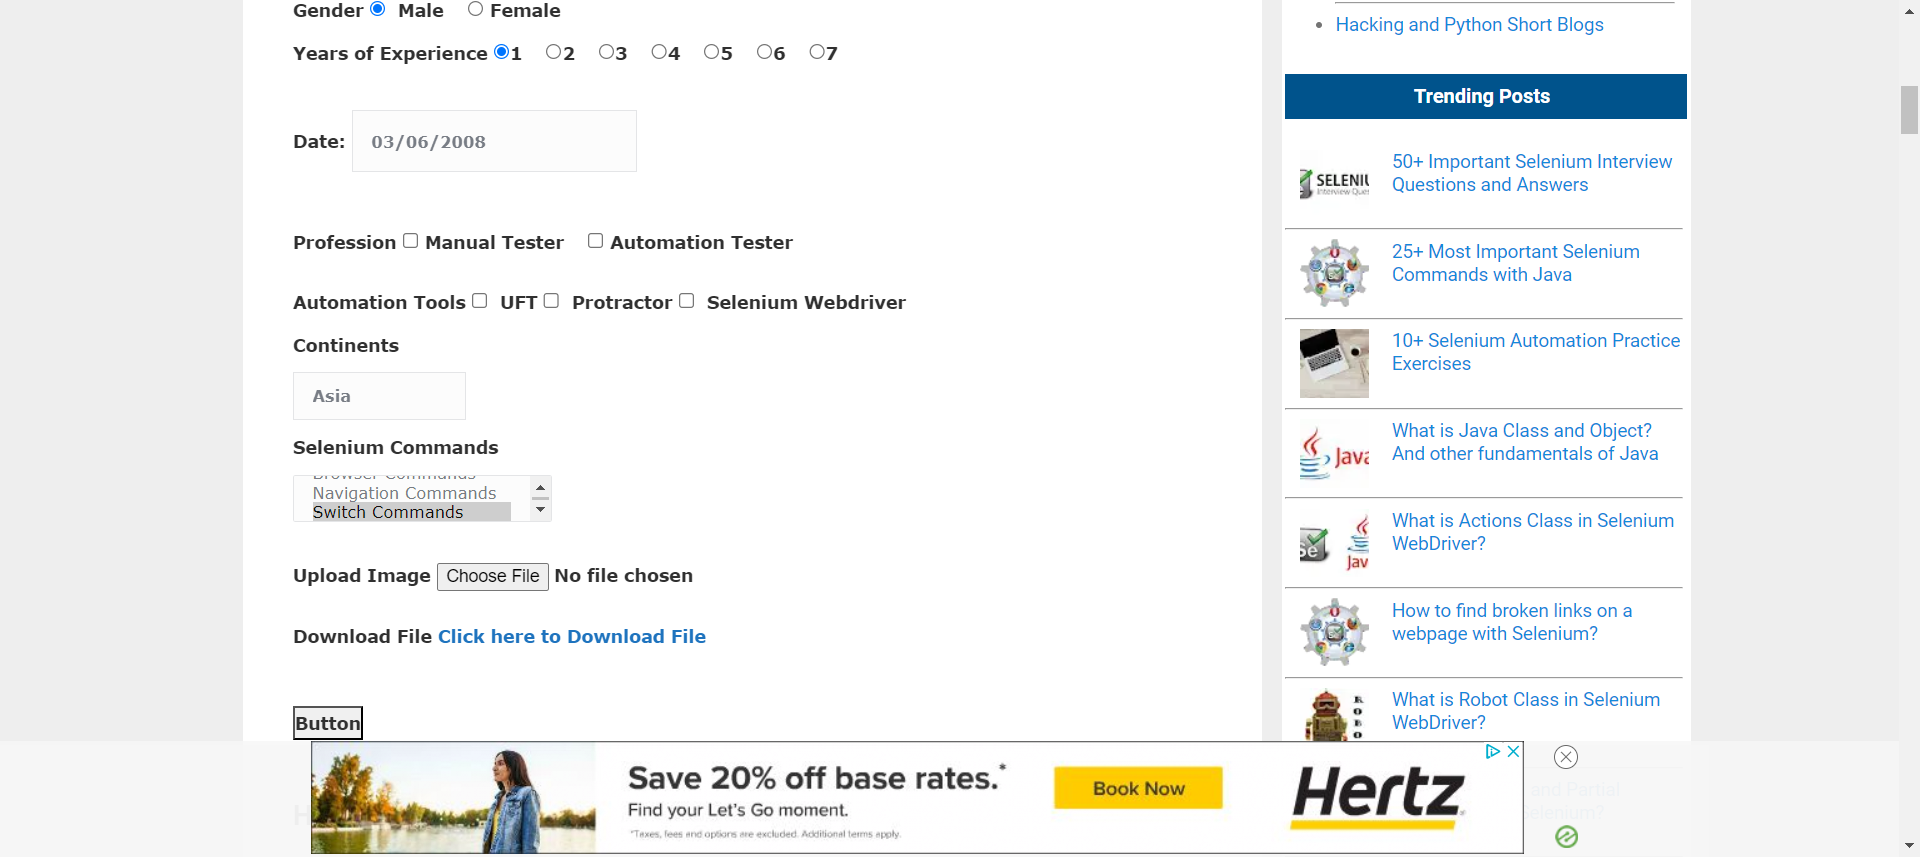 Gender Male Female
Years of Experience 1 2 3 4 5 6 7
Date: 03/06/2008
Profession Manual Tester Automation Tester
Automation Tools UFT Protractor Selenium Webdriver
Continents
Asia
Selenium Commands
Browser Commands
Navigation Commands
Switch Commands
Upload Image Choose File No file chosen
Download File Click here to Download File
Button
Hacking and Python Short Blogs
Trending Posts
50+ Important Selenium Interview
Questions and Answers
25+ Most Important Selenium
Commands with Java
10+ Selenium Automation Practice
Exercises
Java
What is Java Class and Object?
And other fundamentals of Java
Se
Jav
What is Actions Class in Selenium
WebDriver?
How to find broken links on a
webpage with Selenium?
ROBO
What is Robot Class in Selenium
WebDriver?
and Partial
Selenium?
Save 20% off base rates.*
Find your Let's Go moment.
*Taxes, fees and options are excluded. Additional terms apply.
Book Now
Hertz